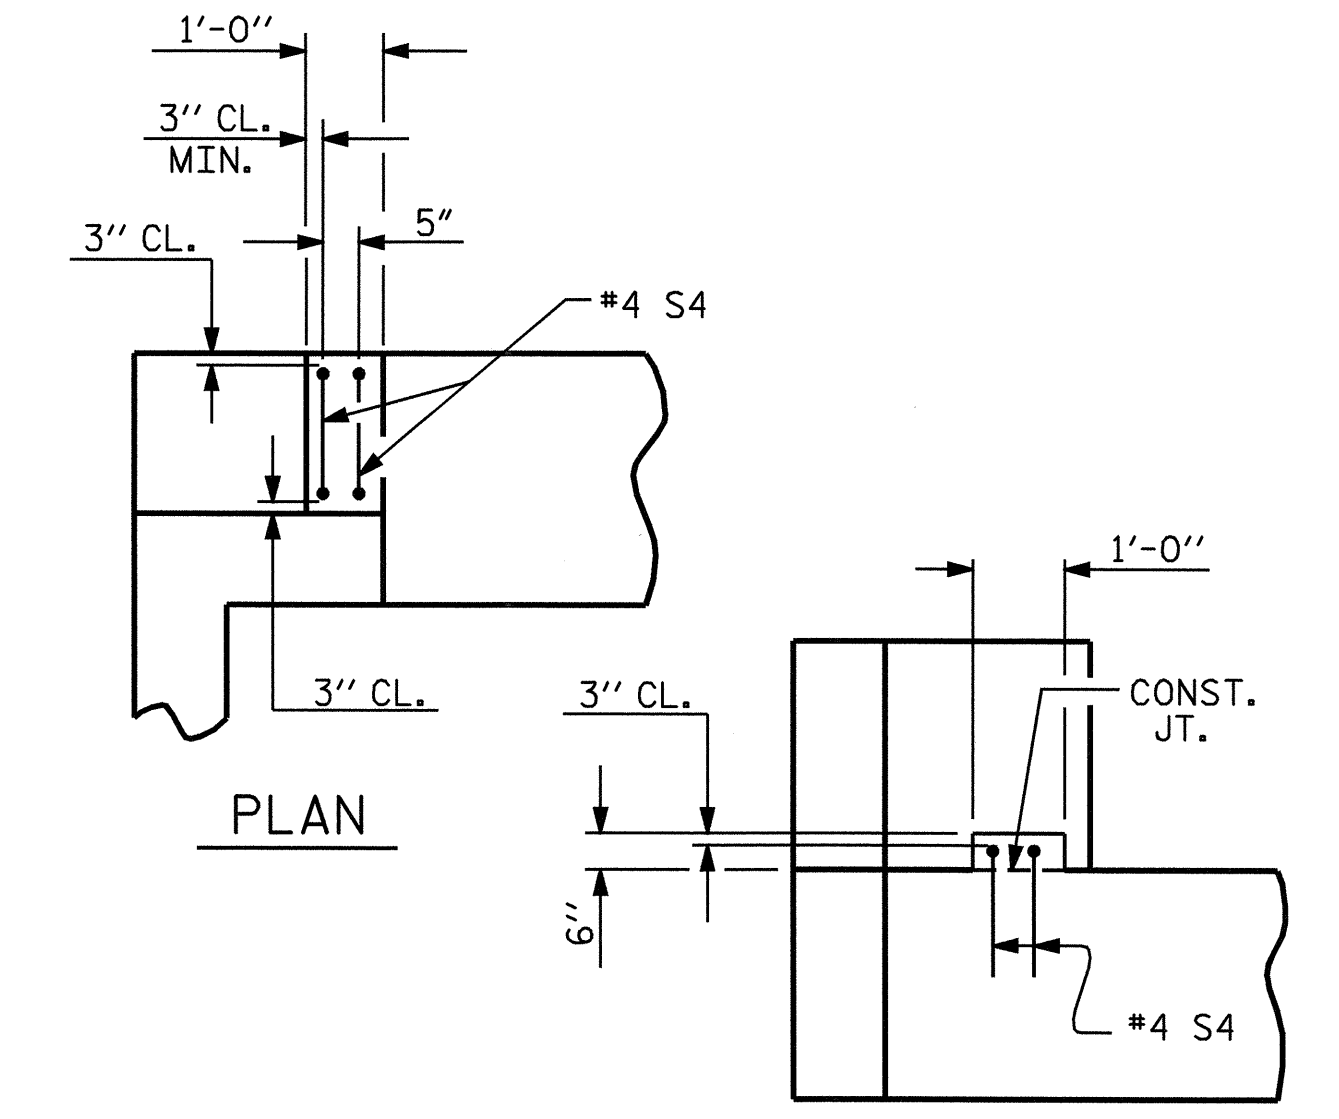 1'-0"
3" CL.
MIN.
5"
3" CL.
#4 S4
3" CL.
PLAN
1'-0"
3" CL.
CONST.
JT.
6"
#4 S4